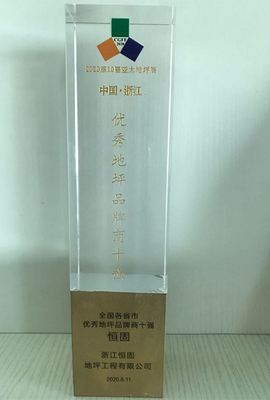 CGFE
2020第10届亚太地坪展
中国·浙江
优秀地坪品牌商十强
全国各省市
优秀地坪品牌商十强
恒固
浙江恒固
地坪工程有限公司
2020.8.11